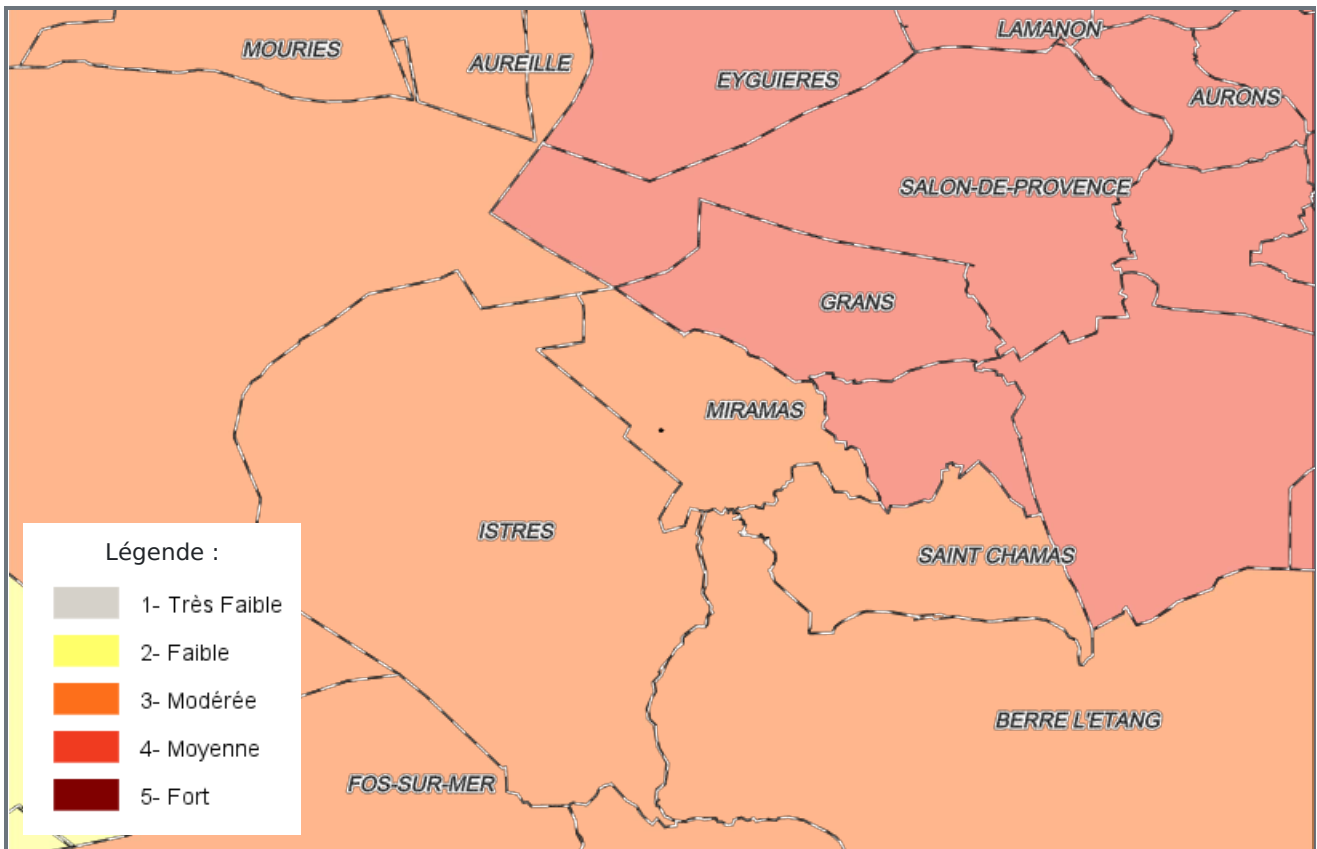 LAMANON
MOURIES
AUREILLE
EYGUIERES
AURONS
SALON-DE-PROVENCE
GRANS
MIRAMAS
ISTRES
SAINT CHAMAS
Légende :
1- Très Faible
2- Faible
3- Modérée
4- Moyenne
5- Fort
BERRE L'ETANG
FOS-SUR-MER